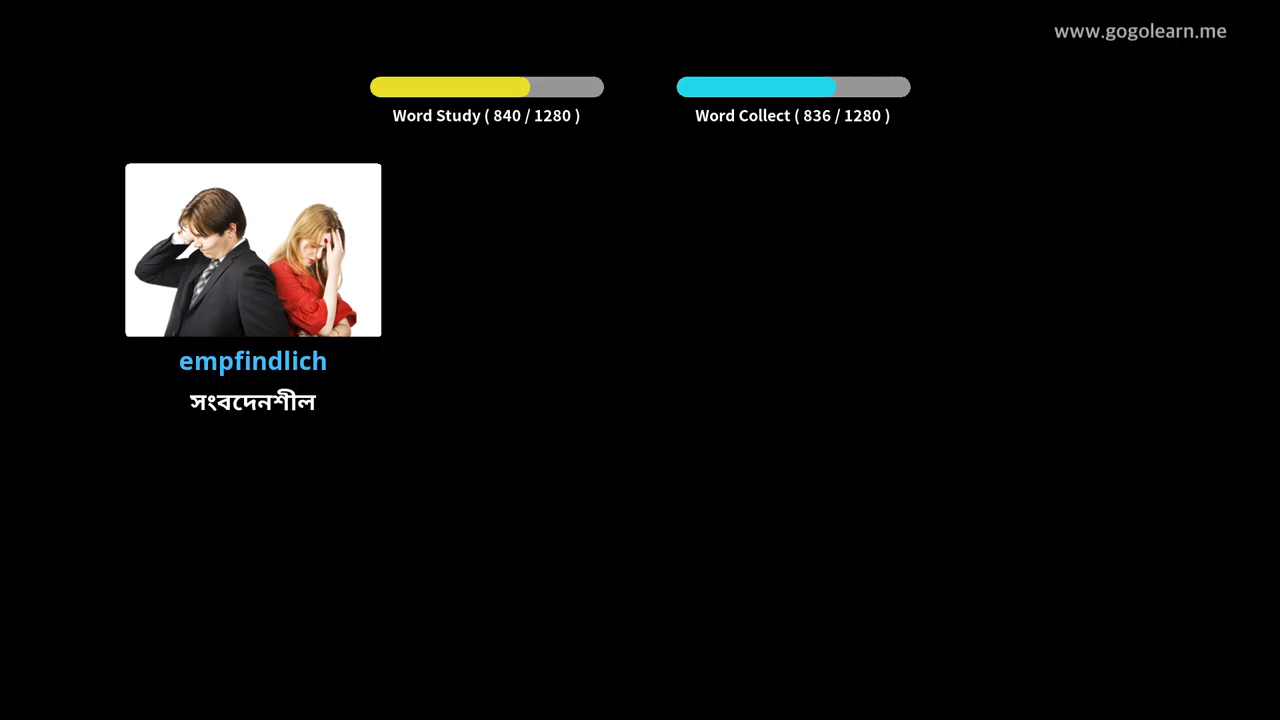 www.gogolearn.me
Word Study ( 840 / 1280 )
Word Collect ( 836 / 1280 )
empfindlich
সংবেদনশীল